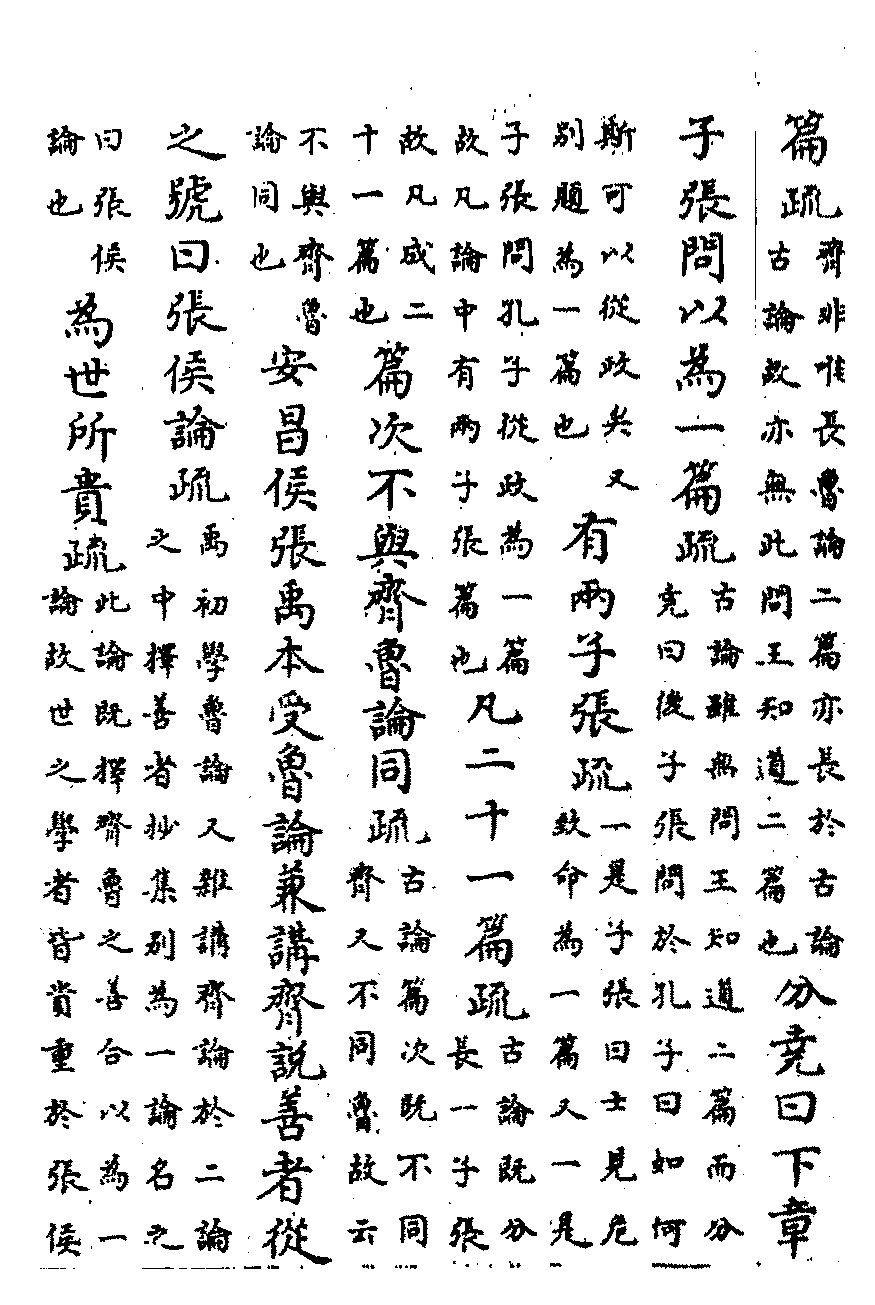 篇疏齊非唯長魯論二篇亦長於古論古論故亦無此問王知道二篇也分堯曰下章
子張問以為一篇疏古論雖無問王知道二篇而分堯曰後子張問於孔子曰如何
斯可以從政矣又別題為一篇也有兩子張疏一是子張曰士見危致命為一篇又一是
子張問孔子從政為一篇故凡論中有兩子張篇也凡二十一篇疏古論既分長一子張
故凡成二十一篇也篇次不與齊魯論同疏古論篇次既不同齊又不同魯故云
不與齊魯論同也安昌侯張禹本受魯論兼講齊說善者從
之號曰張侯論疏禹初學魯論又雜講齊論於二論之中擇善者抄集別為一論名之
曰張侯論也為世所貴疏此論既擇齊魯之善合以為一論故世之學者皆貴重於張侯